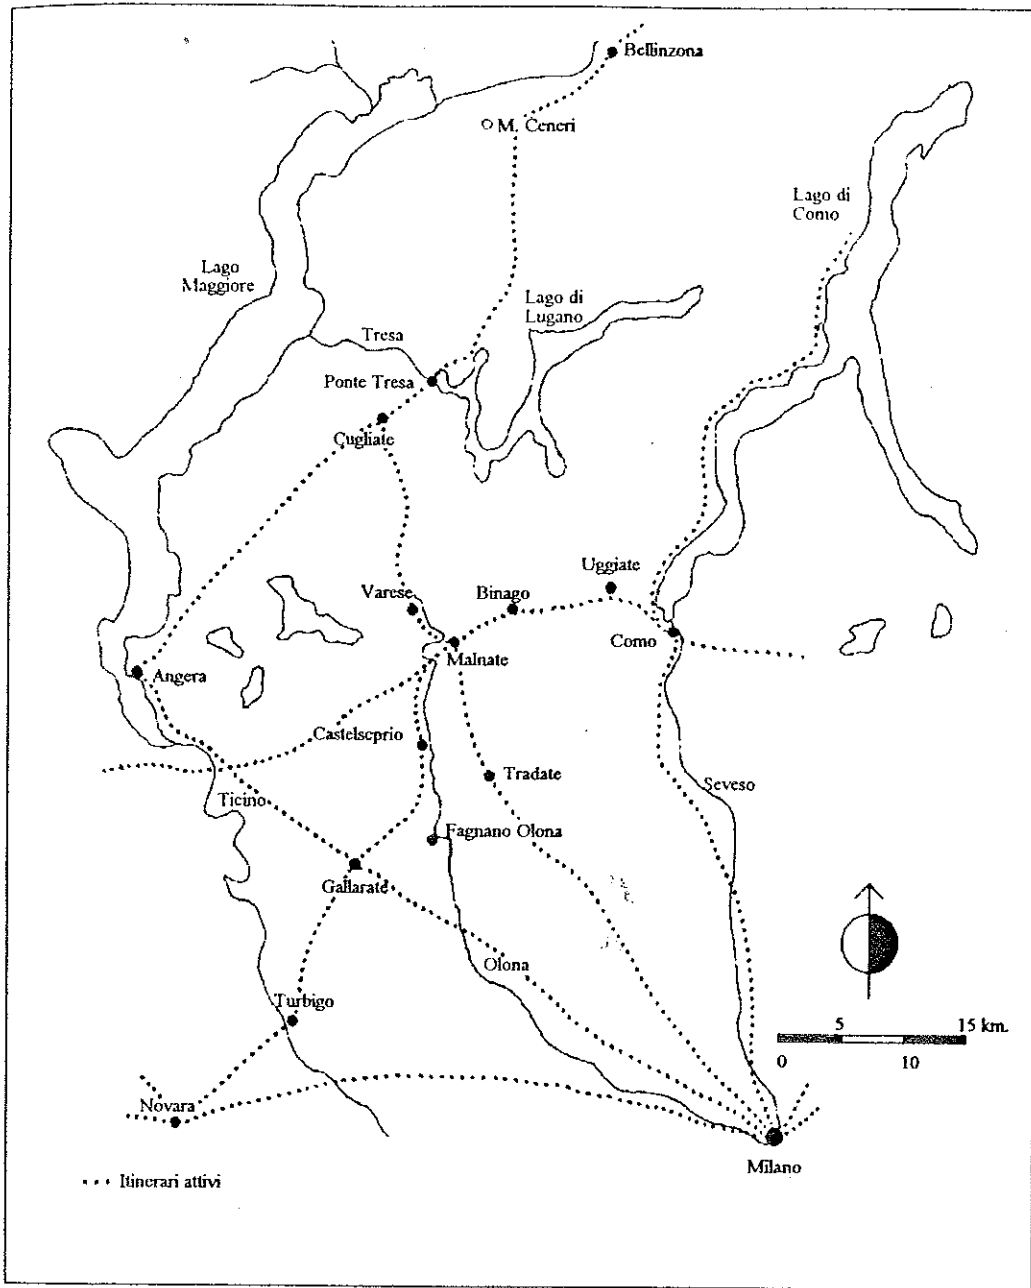 Bellinzona
M. Ceneri
Lago di
Como
Lago
Maggiore
Lago di
Lugano
Tresa
Ponte Tresa
Cugliate
Uggiate
Varese
Binago
Como
Malnate
Angera
Castelseprio
Tradate
Seveso
Ticino
Fagnano Olona
Gallarate
Olona
Turbigo
5 15 km.
0 10
Novara
Milano
Itinerari attivi